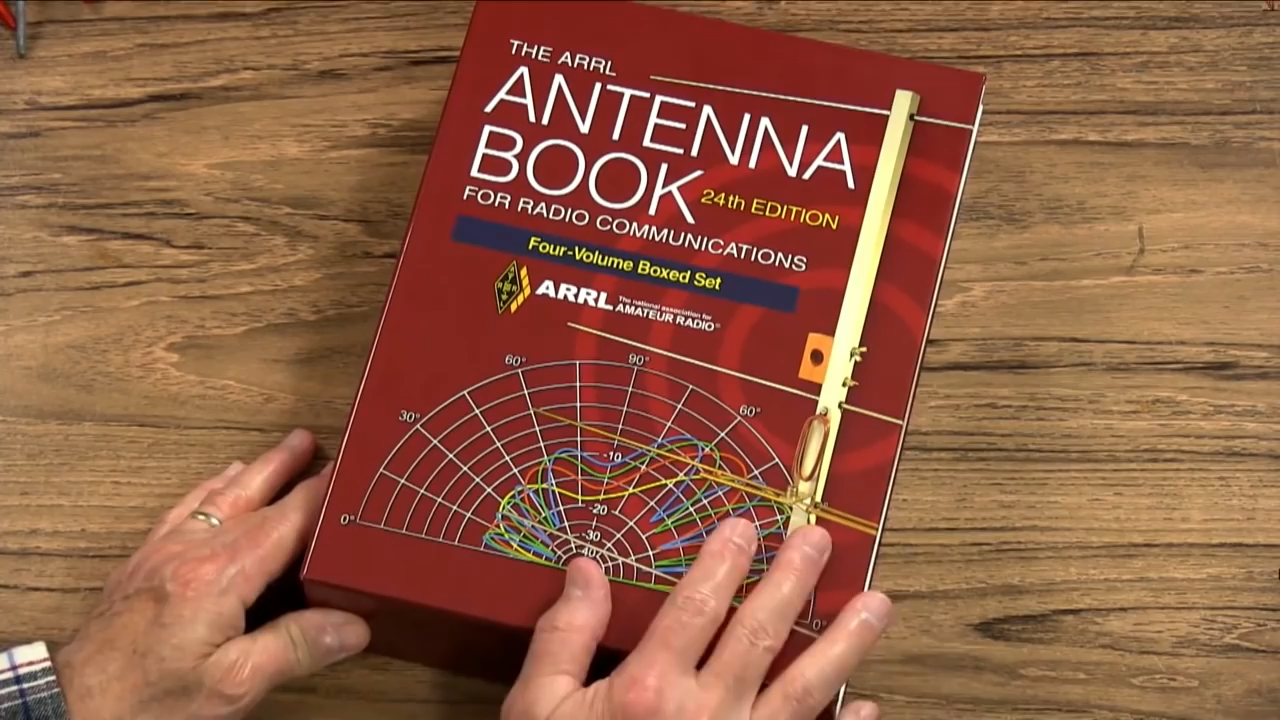 THE ARRL
ANTENNA
BOOK
24th EDITION
FOR RADIO COMMUNICATIONS
Four-Volume Boxed Set
ARRL
The national association for
AMATEUR RADIO
60°
90°
60°
30°
-10
-20
-30
-40
0°
0°